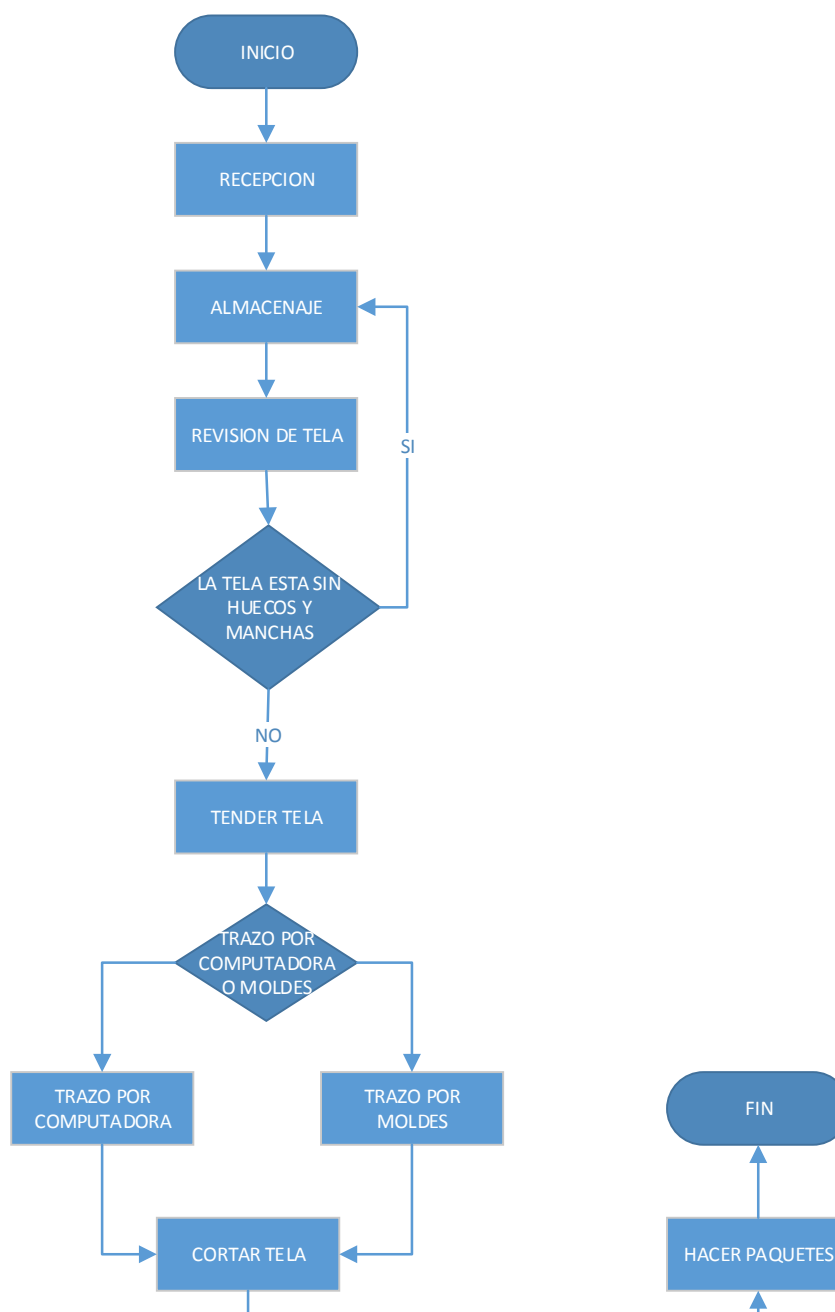 INICIO
RECEPCION
ALMACENAJE
REVISION DE TELA
SI
LA TELA ESTA SIN
HUECOS Y
MANCHAS
NO
TENDER TELA
TRAZO POR
COMPUTADORA
O MOLDES
TRAZO POR
COMPUTADORA
TRAZO POR
MOLDES
FIN
CORTAR TELA
HACER PAQUETES